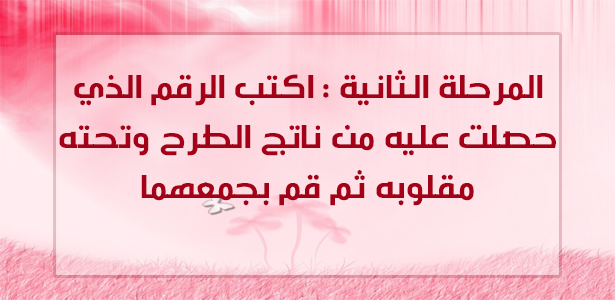 المرحلة الثانية : اكتب الرقم الذي
حصلت عليه من ناتج الطرح وتحته
مقلوبه ثم قم بجمعهما